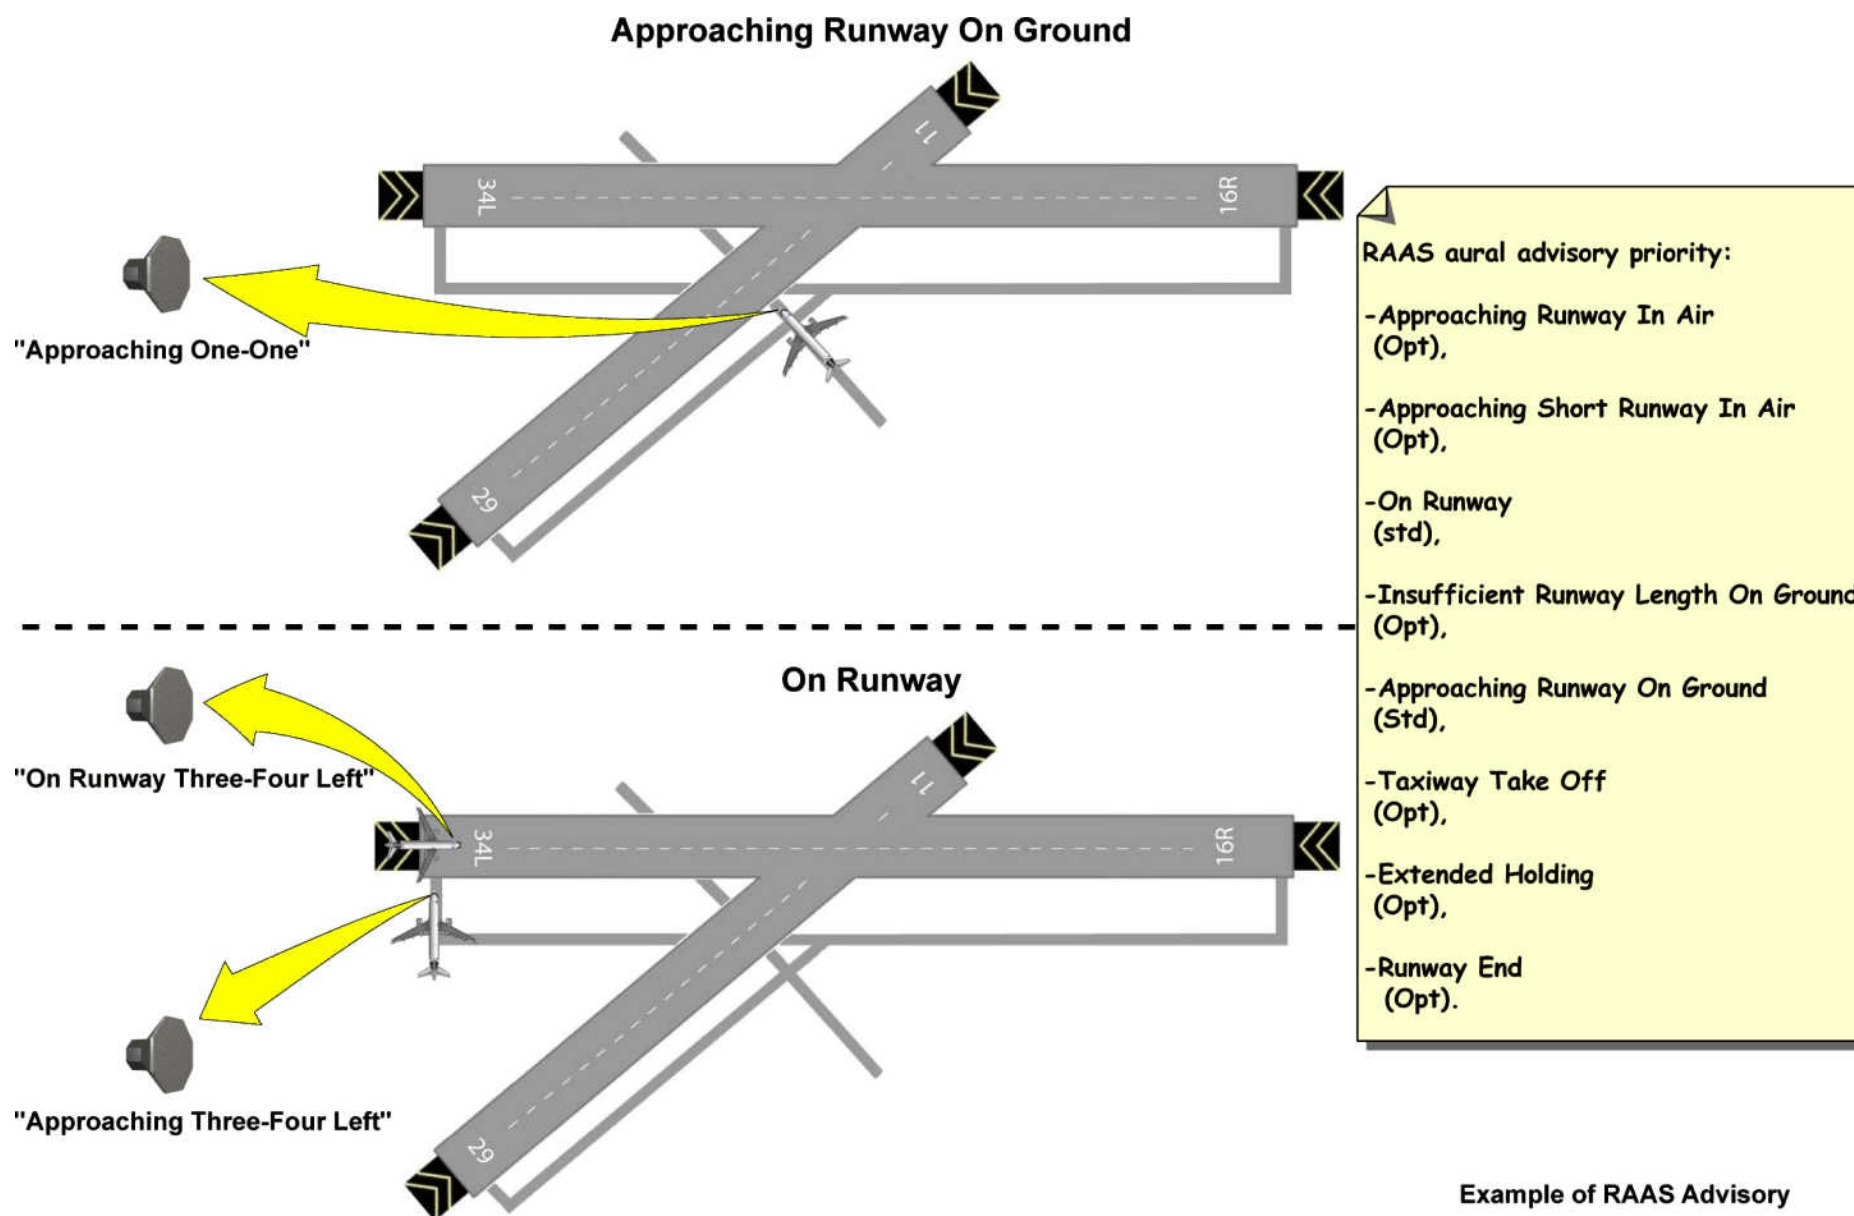 Approaching Runway On Ground
11
34L
16R
"Approaching One-One"
29
RAAS aural advisory priority:
-Approaching Runway In Air
(Opt),
-Approaching Short Runway In Air
(Opt),
-On Runway
(std),
-Insufficient Runway Length On Ground
(Opt),
-Approaching Runway On Ground
(Std),
-Taxiway Take Off
(Opt),
-Extended Holding
(Opt),
-Runway End
(Opt).
On Runway
"On Runway Three-Four Left"
11
34L
16R
"Approaching Three-Four Left"
29
Example of RAAS Advisory